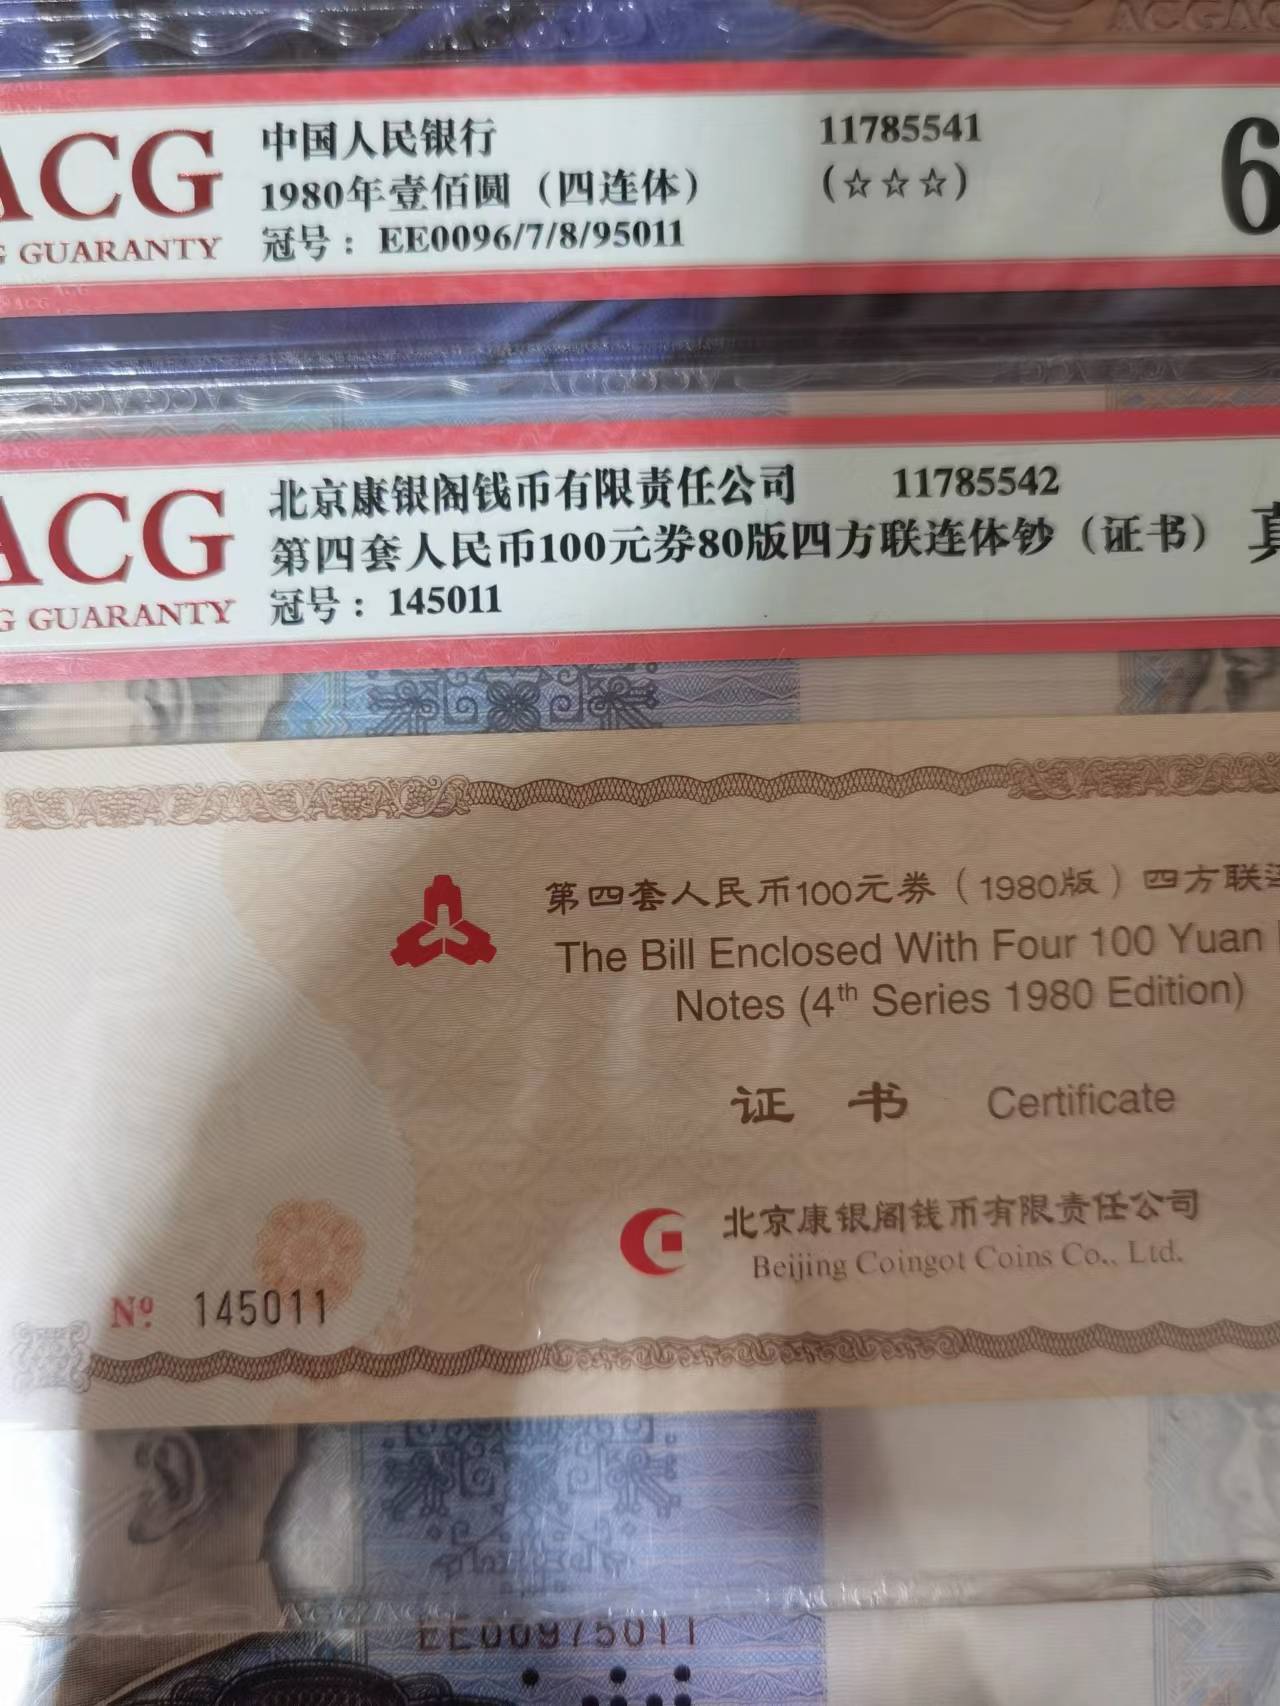 ACGAC
ACG
中国人民银行
11785541
1980年壹佰圆（四连体）
(☆☆☆)
6
GUARANTY
冠号：EE0096/7/8/95011
ACG
北京康银阁钱币有限责任公司
11785542
第四套人民币100元券80版四方联连体钞（证书）
真
GUARANTY
冠号：145011
第四套人民币100元券（1980版）四方联连
The Bill Enclosed With Four 100 Yuan
Notes (4th Series 1980 Edition)
证书 Certificate
北京康银阁钱币有限责任公司
Beijing Coingot Coins Co., Ltd.
Nº 145011
ACGACG
EE00975011